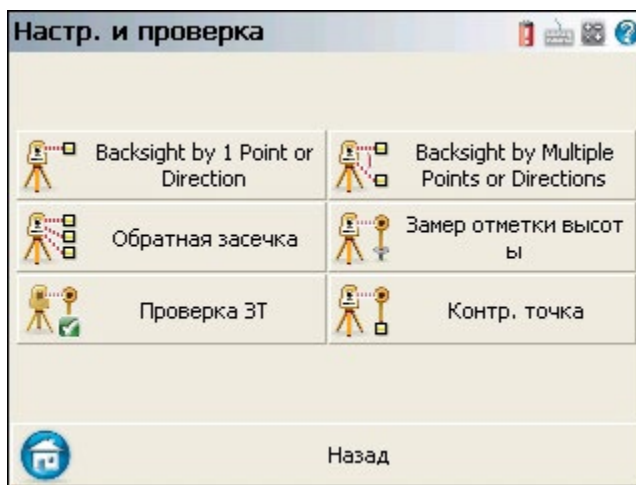 Настр. и проверка
Backsight by 1 Point or
Direction
Backsight by Multiple
Points or Directions
Обратная засечка
Замер отметки высот
ы
Проверка ЗТ
Контр. точка
Назад